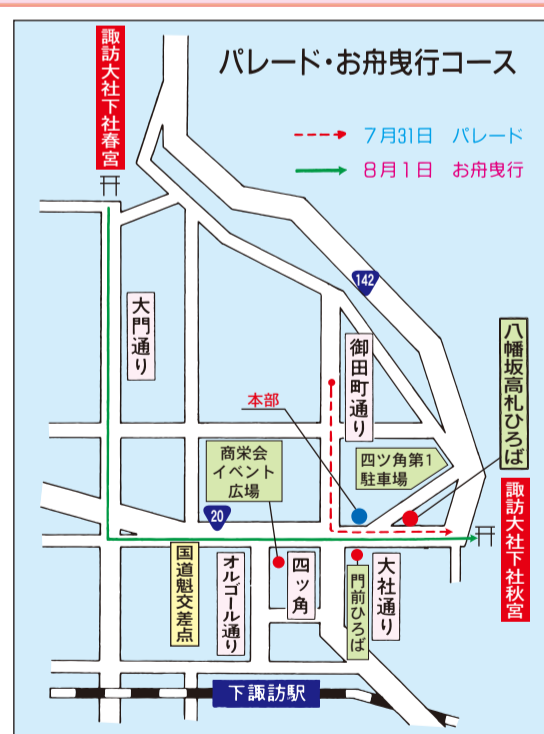 パレード・お舟曳行コース
7月31日 パレード
8月1日 お舟曳行
諏訪大社下社春宮
142
大門通り
御田町通り
八幡坂高札ひろば
本部
商栄会
イベント
広場
四ツ角第1
駐車場
20
諏訪大社下社秋宮
国道魁交差点
オルゴール通り
四ッ角
門前ひろば
大社通り
下諏訪駅